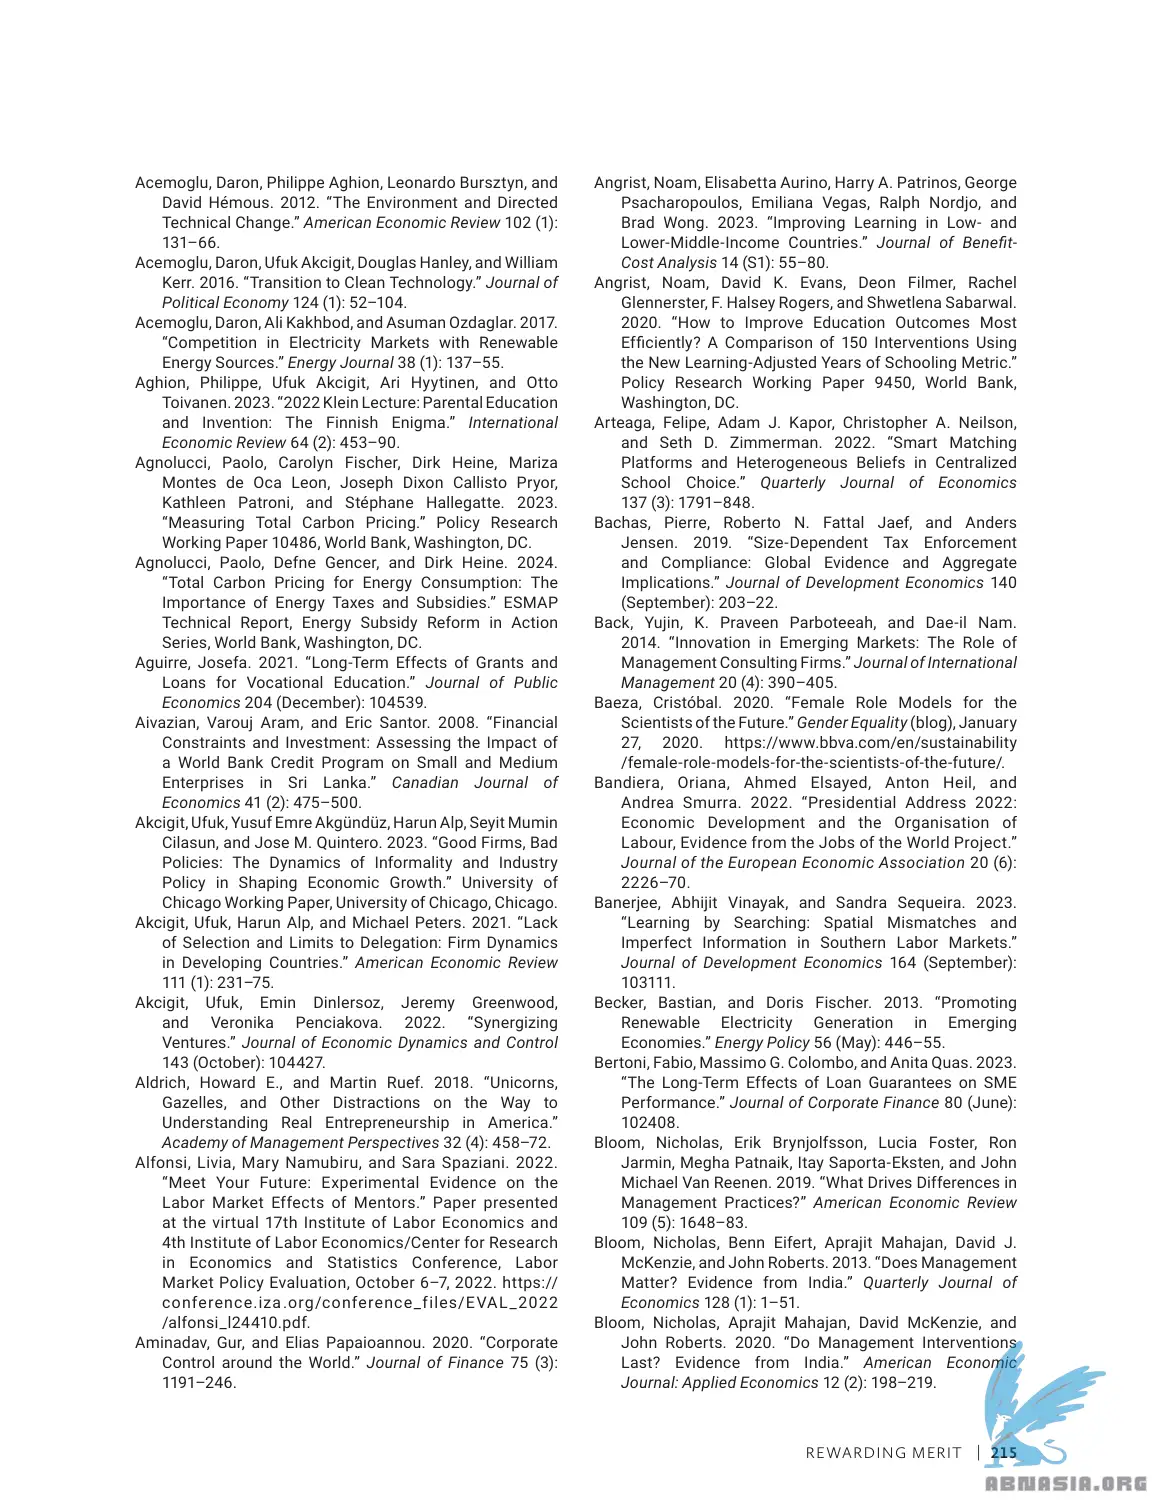 Acemoglu, Daron, Philippe Aghion, Leonardo Bursztyn, and
David Hémous. 2012. “The Environment and Directed
Technical Change.” American Economic Review 102 (1):
131–66.
Acemoglu, Daron, Ufuk Akcigit, Douglas Hanley, and William
Kerr. 2016. “Transition to Clean Technology.” Journal of
Political Economy 124 (1): 52–104.
Acemoglu, Daron, Ali Kakhbod, and Asuman Ozdaglar. 2017.
“Competition in Electricity Markets with Renewable
Energy Sources.” Energy Journal 38 (1): 137–55.
Aghion, Philippe, Ufuk Akcigit, Ari Hyytinen, and Otto
Toivanen. 2023. “2022 Klein Lecture: Parental Education
and Invention: The Finnish Enigma.” International
Economic Review 64 (2): 453–90.
Agnolucci, Paolo, Carolyn Fischer, Dirk Heine, Mariza
Montes de Oca Leon, Joseph Dixon Callisto Pryor,
Kathleen Patroni, and Stéphane Hallegatte. 2023.
“Measuring Total Carbon Pricing.” Policy Research
Working Paper 10486, World Bank, Washington, DC.
Agnolucci, Paolo, Defne Gencer, and Dirk Heine. 2024.
“Total Carbon Pricing for Energy Consumption: The
Importance of Energy Taxes and Subsidies.” ESMAP
Technical Report, Energy Subsidy Reform in Action
Series, World Bank, Washington, DC.
Aguirre, Josefa. 2021. “Long-Term Effects of Grants and
Loans for Vocational Education.” Journal of Public
Economics 204 (December): 104539.
Aivazian, Varouj Aram, and Eric Santor. 2008. “Financial
Constraints and Investment: Assessing the Impact of
a World Bank Credit Program on Small and Medium
Enterprises in Sri Lanka.” Canadian Journal of
Economics 41 (2): 475–500.
Akcigit, Ufuk, Yusuf Emre Akgündüz, Harun Alp, Seyit Mumin
Cilasun, and Jose M. Quintero. 2023. “Good Firms, Bad
Policies: The Dynamics of Informality and Industry
Policy in Shaping Economic Growth.” University of
Chicago Working Paper, University of Chicago, Chicago.
Akcigit, Ufuk, Harun Alp, and Michael Peters. 2021. “Lack
of Selection and Limits to Delegation: Firm Dynamics
in Developing Countries.” American Economic Review
111 (1): 231–75.
Akcigit, Ufuk, Emin Dinlersoz, Jeremy Greenwood,
and Veronika Penciakova. 2022. “Synergizing
Ventures.” Journal of Economic Dynamics and Control
143 (October): 104427.
Aldrich, Howard E., and Martin Ruef. 2018. “Unicorns,
Gazelles, and Other Distractions on the Way to
Understanding Real Entrepreneurship in America.”
Academy of Management Perspectives 32 (4): 458–72.
Alfonsi, Livia, Mary Namubiru, and Sara Spaziani. 2022.
“Meet Your Future: Experimental Evidence on the
Labor Market Effects of Mentors.” Paper presented
at the virtual 17th Institute of Labor Economics and
4th Institute of Labor Economics/Center for Research
in Economics and Statistics Conference, Labor
Market Policy Evaluation, October 6–7, 2022. https://
conference.iza.org/conference_files/EVAL_2022
/alfonsi_l24410.pdf.
Aminadav, Gur, and Elias Papaioannou. 2020. “Corporate
Control around the World.” Journal of Finance 75 (3):
1191–246.
Angrist, Noam, Elisabetta Aurino, Harry A. Patrinos, George
Psacharopoulos, Emiliana Vegas, Ralph Nordjo, and
Brad Wong. 2023. “Improving Learning in Low- and
Lower-Middle-Income Countries.” Journal of Benefit-
Cost Analysis 14 (S1): 55–80.
Angrist, Noam, David K. Evans, Deon Filmer, Rachel
Glennerster, F. Halsey Rogers, and Shwetlena Sabarwal.
2020. “How to Improve Education Outcomes Most
Efficiently? A Comparison of 150 Interventions Using
the New Learning-Adjusted Years of Schooling Metric.”
Policy Research Working Paper 9450, World Bank,
Washington, DC.
Arteaga, Felipe, Adam J. Kapor, Christopher A. Neilson,
and Seth D. Zimmerman. 2022. “Smart Matching
Platforms and Heterogeneous Beliefs in Centralized
School Choice.” Quarterly Journal of Economics
137 (3): 1791–848.
Bachas, Pierre, Roberto N. Fattal Jaef, and Anders
Jensen. 2019. “Size-Dependent Tax Enforcement
and Compliance: Global Evidence and Aggregate
Implications.” Journal of Development Economics 140
(September): 203–22.
Back, Yujin, K. Praveen Parboteeah, and Dae-il Nam.
2014. “Innovation in Emerging Markets: The Role of
Management Consulting Firms.” Journal of International
Management 20 (4): 390–405.
Baeza, Cristóbal. 2020. “Female Role Models for the
Scientists of the Future.” Gender Equality (blog), January
27, 2020. https://www.bbva.com/en/sustainability
/female-role-models-for-the-scientists-of-the-future/.
Bandiera, Oriana, Ahmed Elsayed, Anton Heil, and
Andrea Smurra. 2022. “Presidential Address 2022:
Economic Development and the Organisation of
Labour, Evidence from the Jobs of the World Project.”
Journal of the European Economic Association 20 (6):
2226–70.
Banerjee, Abhijit Vinayak, and Sandra Sequeira. 2023.
“Learning by Searching: Spatial Mismatches and
Imperfect Information in Southern Labor Markets.”
Journal of Development Economics 164 (September):
103111.
Becker, Bastian, and Doris Fischer. 2013. “Promoting
Renewable Electricity Generation in Emerging
Economies.” Energy Policy 56 (May): 446–55.
Bertoni, Fabio, Massimo G. Colombo, and Anita Quas. 2023.
“The Long-Term Effects of Loan Guarantees on SME
Performance.” Journal of Corporate Finance 80 (June):
102408.
Bloom, Nicholas, Erik Brynjolfsson, Lucia Foster, Ron
Jarmin, Megha Patnaik, Itay Saporta-Eksten, and John
Michael Van Reenen. 2019. “What Drives Differences in
Management Practices?” American Economic Review
109 (5): 1648–83.
Bloom, Nicholas, Benn Eifert, Aprajit Mahajan, David J.
McKenzie, and John Roberts. 2013. “Does Management
Matter? Evidence from India.” Quarterly Journal of
Economics 128 (1): 1–51.
Bloom, Nicholas, Aprajit Mahajan, David McKenzie, and
John Roberts. 2020. “Do Management Interventions
Last? Evidence from India.” American Economic
Journal: Applied Economics 12 (2): 198–219.
REWARDING MERIT | 215
ABNASIA.ORG